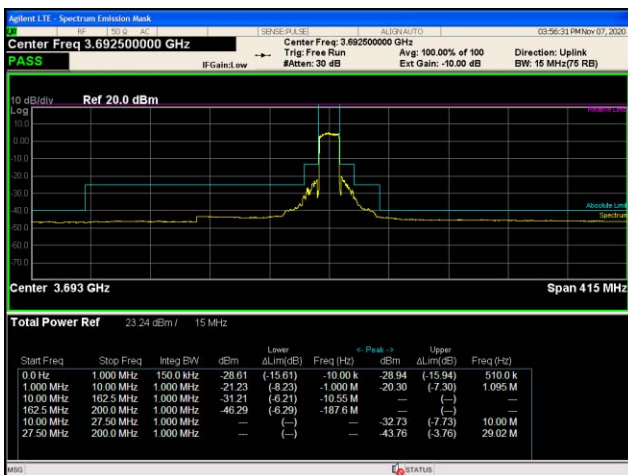 Agilent LTE - Spectrum Emission Mask
RF 50 Ω AC SENSE:PULSE ALIGN AUTO 03:56:31 PM Nov 07, 2020
Center Freq 3.692500000 GHz Center Freq: 3.692500000 GHz
Trig: Free Run Avg: 100.00% of 100 Direction: Uplink
PASS IFGain:Low #Atten: 30 dB Ext Gain: -10.00 dB BW: 15 MHz(75 RB)
10 dB/div Ref 20.0 dBm
Log
Relative Limit
10.0
0.00
-10.0
-20.0
-30.0
-40.0
Absolute Limit
Spectrum
-50.0
-60.0
-70.0
Center 3.693 GHz Span 415 MHz
Total Power Ref 23.24 dBm / 15 MHz
Lower <- Peak -> Upper
Start Freq Stop Freq Integ BW dBm ΔLim(dB) Freq (Hz) dBm ΔLim(dB) Freq (Hz)
0.0 Hz 1.000 MHz 150.0 kHz -28.61 (-15.61) -10.00 k -28.94 (-15.94) 510.0 k
1.000 MHz 10.00 MHz 1.000 MHz -21.23 (-8.23) -1.000 M -20.30 (-7.30) 1.095 M
10.00 MHz 162.5 MHz 1.000 MHz -31.21 (-6.21) -10.55 M --- (---) ---
162.5 MHz 200.0 MHz 1.000 MHz -46.29 (-6.29) -187.6 M --- (---) ---
10.00 MHz 27.50 MHz 1.000 MHz --- (---) --- -32.73 (-7.73) 10.00 M
27.50 MHz 200.0 MHz 1.000 MHz --- (---) --- -43.76 (-3.76) 29.02 M
MSG STATUS